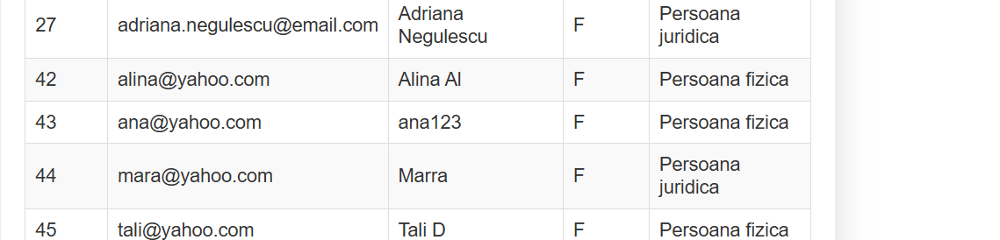 27 adriana.negulescu@email.com Adriana Negulescu F Persoana juridica
42 alina@yahoo.com Alina Al F Persoana fizica
43 ana@yahoo.com ana123 F Persoana fizica
44 mara@yahoo.com Marra F Persoana juridica
45 tali@yahoo.com Tali D F Persoana fizica